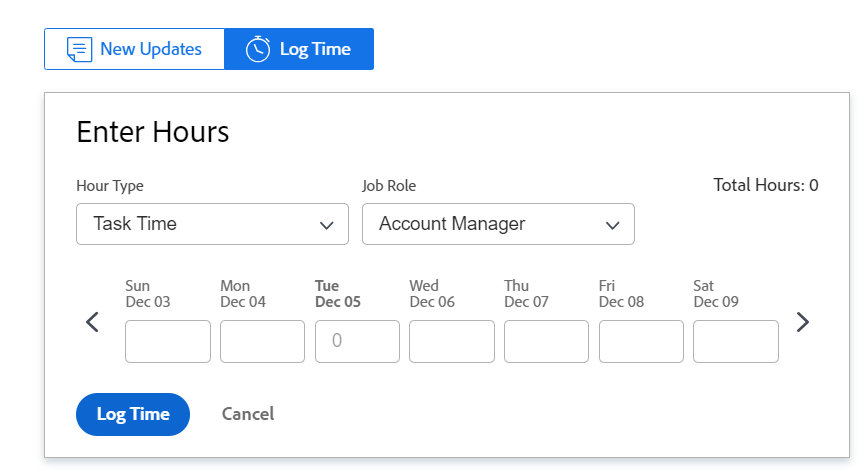 New Updates Log Time
Enter Hours
Hour Type Job Role Total Hours: 0
Task Time Account Manager
Sun Mon Tue Wed Thu Fri Sat
Dec 03 Dec 04 Dec 05 Dec 06 Dec 07 Dec 08 Dec 09
0
Log Time Cancel